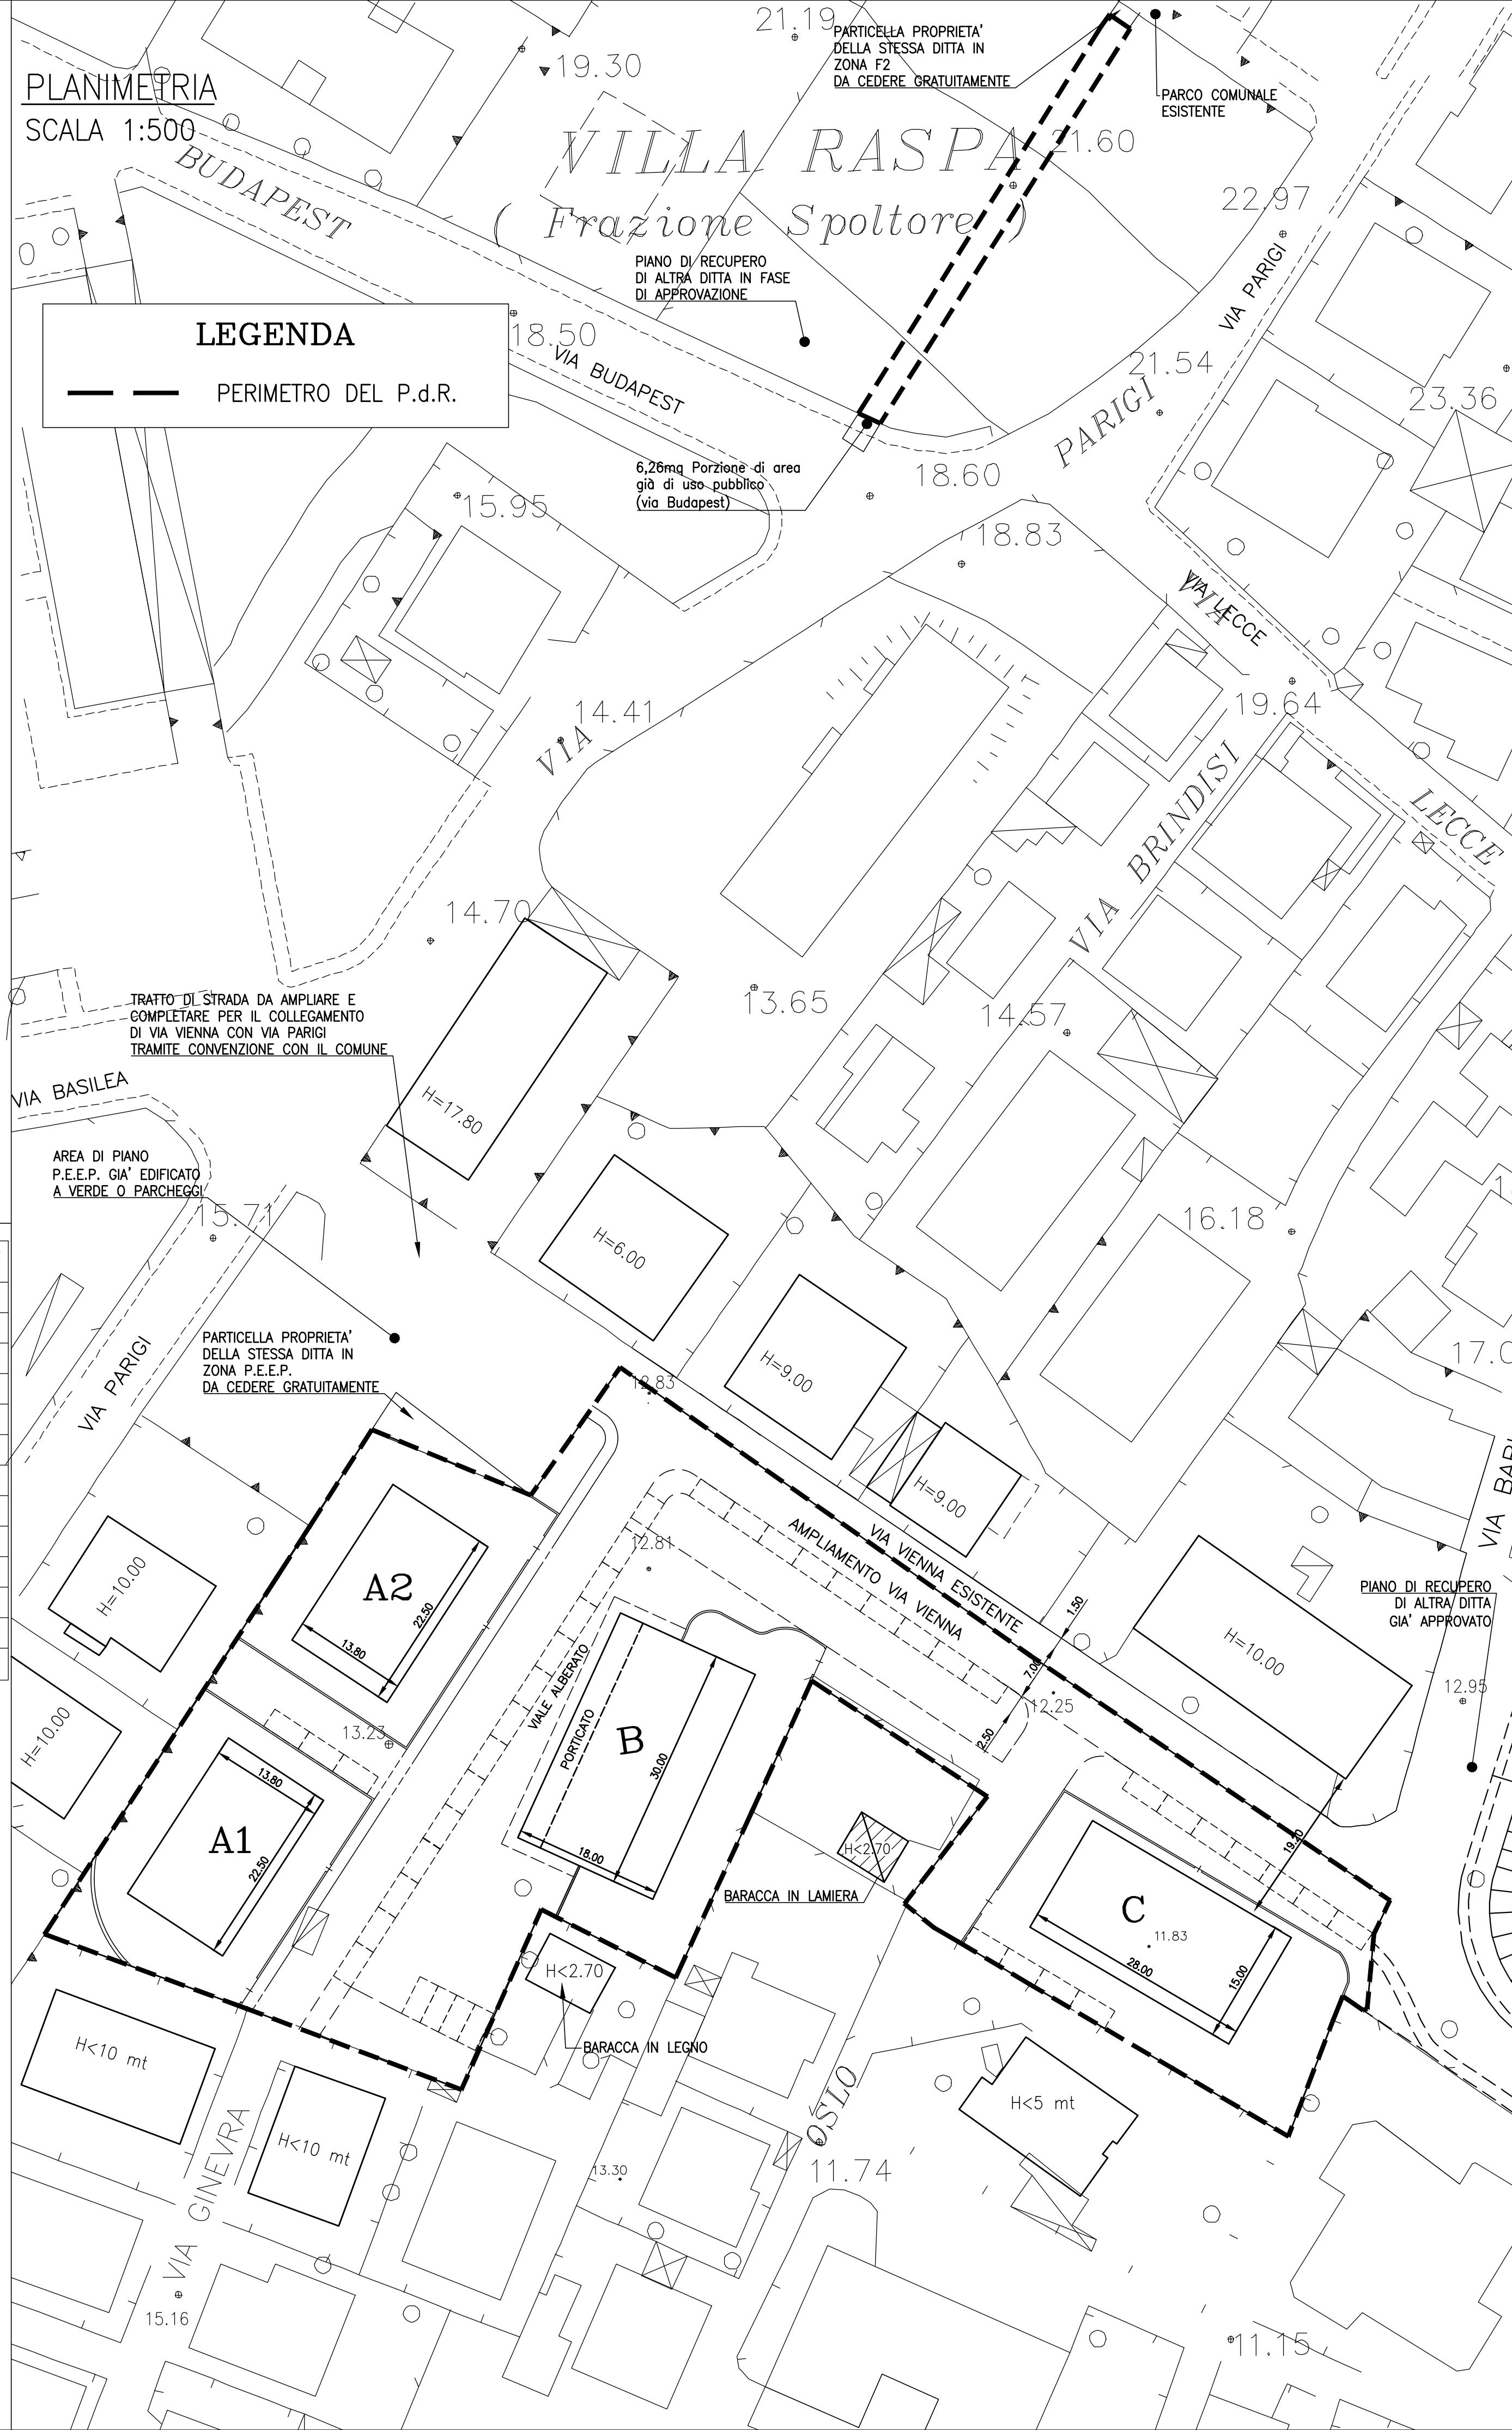 PLANIMETRIA
SCALA 1:500
21.19
PARTICELLA PROPRIETA'
DELLA STESSA DITTA IN
ZONA F2
DA CEDERE GRATUITAMENTE
PARCO COMUNALE
ESISTENTE
19.30
VILLA RASPA
21.60
( Frazione Spoltore )
BUDAPEST
22.97
PIANO DI RECUPERO
DI ALTRA DITTA IN FASE
DI APPROVAZIONE
VIA PARIGI
LEGENDA
PERIMETRO DEL P.d.R.
18.50
VIA BUDAPEST
21.54
PARIGI
23.36
6,26mq Porzione di area
già di uso pubblico
(via Budapest)
18.60
15.95
18.83
VIA LECCE
VIA
14.41
VIA
19.64
LECCE
VIA BRINDISI
14.70
13.65
14.57
TRATTO DI STRADA DA AMPLIARE E
COMPLETARE PER IL COLLEGAMENTO
DI VIA VIENNA CON VIA PARIGI
TRAMITE CONVENZIONE CON IL COMUNE
VIA BASILEA
H=17.80
AREA DI PIANO
P.E.E.P. GIA' EDIFICATO
A VERDE O PARCHEGGI
15.71
H=6.00
16.18
PARTICELLA PROPRIETA'
DELLA STESSA DITTA IN
ZONA P.E.E.P.
DA CEDERE GRATUITAMENTE
VIA PARIGI
H=9.00
17.0
12.83
H=9.00
VIA BARI
12.81
AMPLIAMENTO VIA VIENNA
VIA VIENNA ESISTENTE
H=10.00
A2
22.50
13.80
1.50
PIANO DI RECUPERO
DI ALTRA DITTA
GIA' APPROVATO
H=10.00
7.00
12.25
2.50
12.95
H=10.00
13.23
VIALE ALBERATO
PORTICATO
B
30.00
18.00
13.80
A1
22.50
19.20
H<2.70
BARACCA IN LAMIERA
C
11.83
28.00
15.00
H<2.70
BARACCA IN LEGNO
H<10 mt
H<5 mt
OSLO
H<10 mt
VIA GINEVRA
13.30
11.74
15.16
11.15